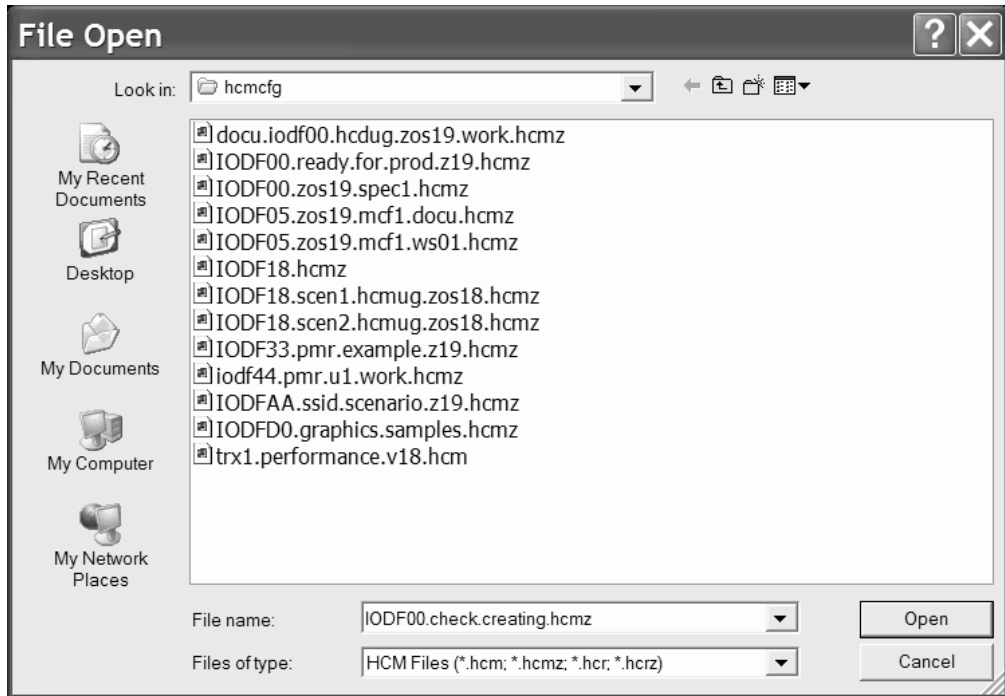 File Open
Look in: hcmcfg
My Recent
Documents
Desktop
My Documents
My Computer
My Network
Places
docu.iodf00.hcdug.zos19.work.hcmz
IODF00.ready.for.prod.z19.hcmz
IODF00.zos19.spec1.hcmz
IODF05.zos19.mcf1.docu.hcmz
IODF05.zos19.mcf1.ws01.hcmz
IODF18.hcmz
IODF18.scen1.hcmug.zos18.hcmz
IODF18.scen2.hcmug.zos18.hcmz
IODF33.pmr.example.z19.hcmz
iodf44.pmr.u1.work.hcmz
IODFAA.ssid.scenario.z19.hcmz
IODFD0.graphics.samples.hcmz
trx1.performance.v18.hcm
File name: IODF00.check.creating.hcmz Open
Files of type: HCM Files (*.hcm; *.hcmz; *.hcr; *.hcrz) Cancel